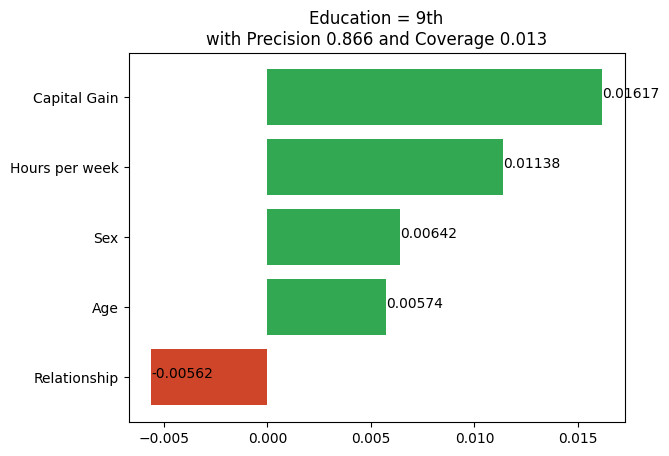 Education = 9th
with Precision 0.866 and Coverage 0.013
Capital Gain
0.01617
Hours per week
0.01138
Sex
0.00642
Age
0.00574
Relationship
-0.00562
−0.005
0.000
0.005
0.010
0.015